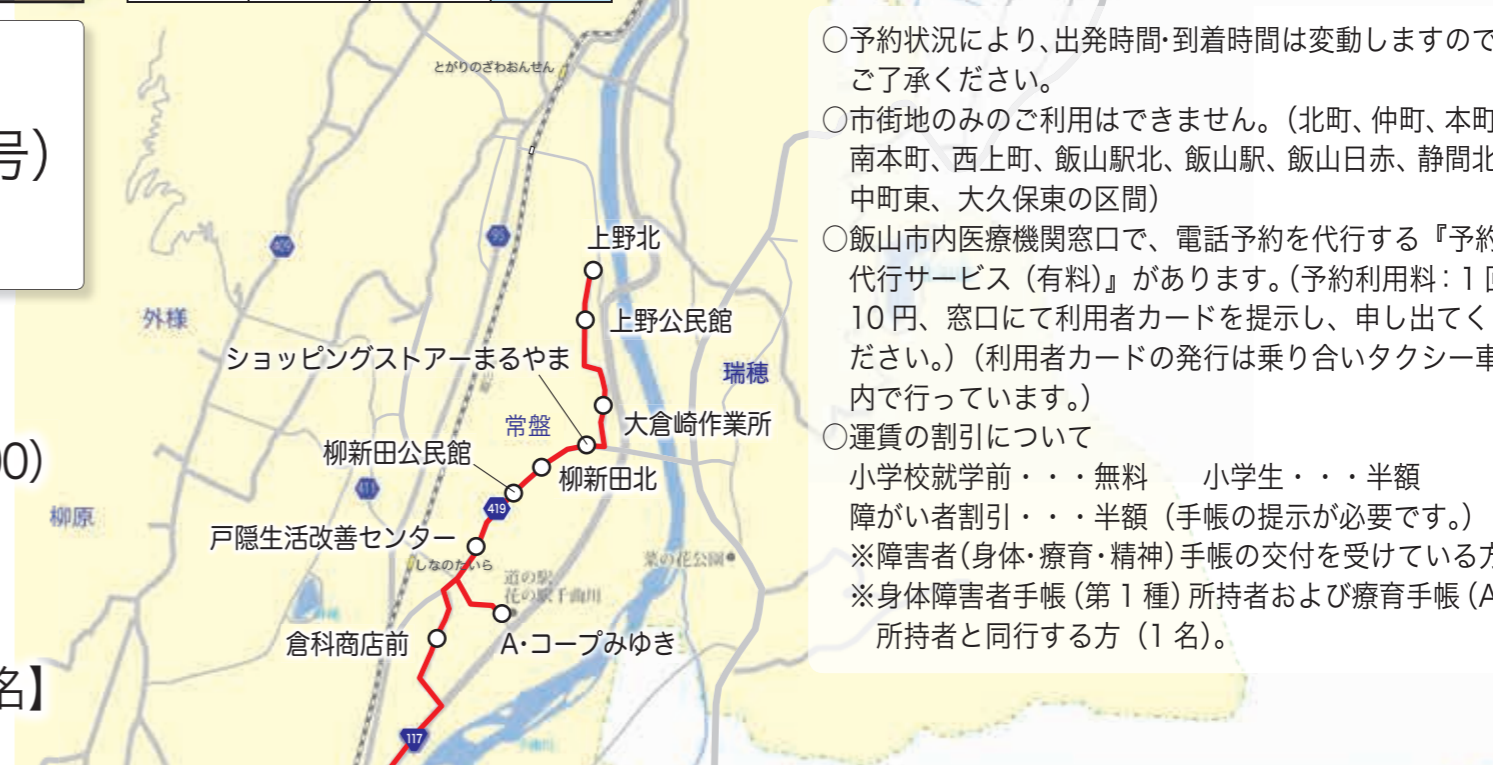 号）
00）
名】
とがりのざわおんせん
上野北
409
95
外様
上野公民館
ショッピングストアーまるやま
瑞穂
常盤
大倉崎作業所
柳新田公民館
柳新田北
411
419
柳原
戸隠生活改善センター
しなのたいら
道の駅
花の駅千曲川
菜の花公園
倉科商店前
A・コープみゆき
117
千曲川
○予約状況により、出発時間・到着時間は変動しますので
ご了承ください。
○市街地のみのご利用はできません。（北町、仲町、本町
南本町、西上町、飯山駅北、飯山駅、飯山日赤、静間北
中町東、大久保東の区間）
○飯山市内医療機関窓口で、電話予約を代行する『予約
代行サービス（有料）』があります。（予約利用料：1回
10円、窓口にて利用者カードを提示し、申し出てく
ださい。）（利用者カードの発行は乗り合いタクシー車
内で行っています。）
○運賃の割引について
小学校就学前・・・無料　　小学生・・・半額
障がい者割引・・・半額（手帳の提示が必要です。）
※障害者（身体・療育・精神）手帳の交付を受けている方
※身体障害者手帳（第1種）所持者および療育手帳（A
所持者と同行する方（1名）。